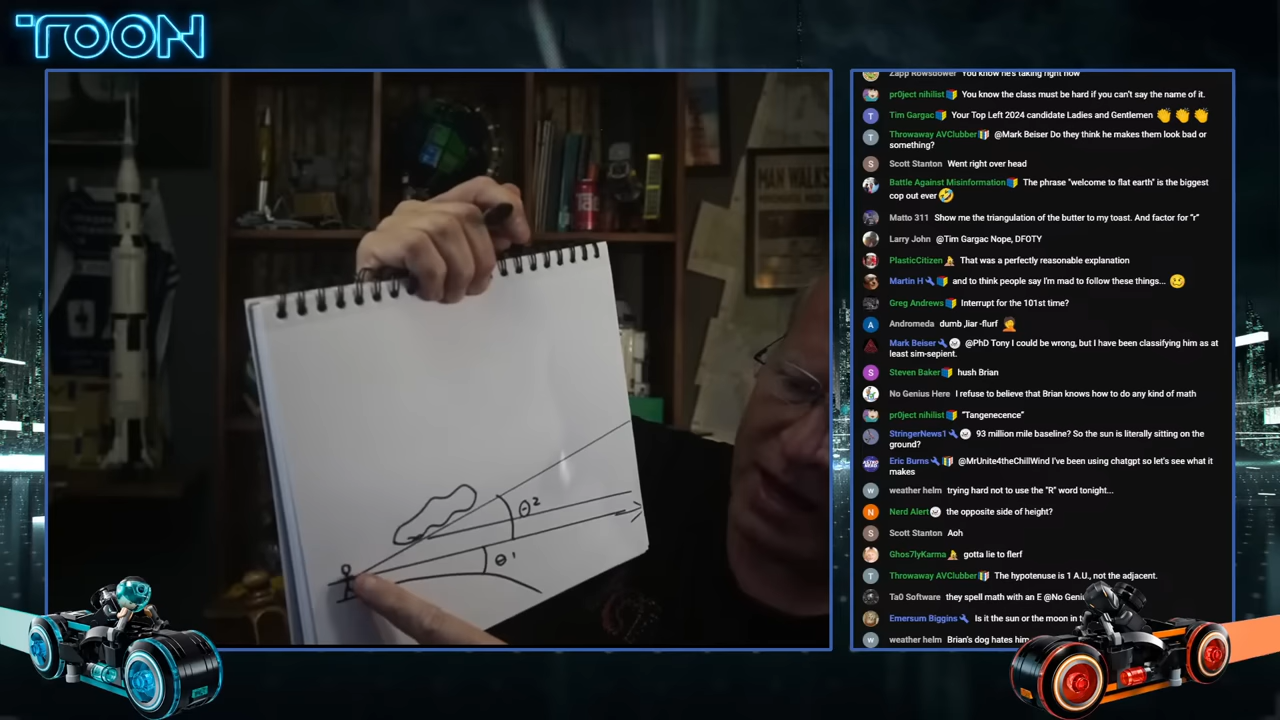 TOON
MAN WALKS
θ²
θ¹
Zapp Rowsdower You know he's taking right now
pr0ject nihilist You know the class must be hard if you can't say the name of it.
Tim Gargac Your Top Left 2024 candidate Ladies and Gentlemen 👏 👏 👏
Throwaway AVClubber @Mark Beiser Do they think he makes them look bad or
something?
Scott Stanton Went right over head
Battle Against Misinformation The phrase "welcome to flat earth" is the biggest
cop out ever 🤣
Matto 311 Show me the triangulation of the butter to my toast. And factor for "r"
Larry John @Tim Gargac Nope, DFOTY
PlasticCitizen That was a perfectly reasonable explanation
Martin H and to think people say I'm mad to follow these things...
Greg Andrews Interrupt for the 101st time?
A Andromeda dumb ,liar -flurf
Mark Beiser @PhD Tony I could be wrong, but I have been classifying him as at
least sim-sepient.
S Steven Baker hush Brian
No Genius Here I refuse to believe that Brian knows how to do any kind of math
pr0ject nihilist "Tangenecence"
StringerNews1 93 million mile baseline? So the sun is literally sitting on the
ground?
Eric Burns @MrUnite4theChillWind I've been using chatgpt so let's see what it
makes
w weather helm trying hard not to use the "R" word tonight...
N Nerd Alert the opposite side of height?
S Scott Stanton Aoh
Ghos7lyKarma gotta lie to flerf
T Throwaway AVClubber The hypotenuse is 1 A.U., not the adjacent.
Ta0 Software they spell math with an E @No Geni
Emersum Biggins Is it the sun or the moon in t
w weather helm Brian's dog hates him